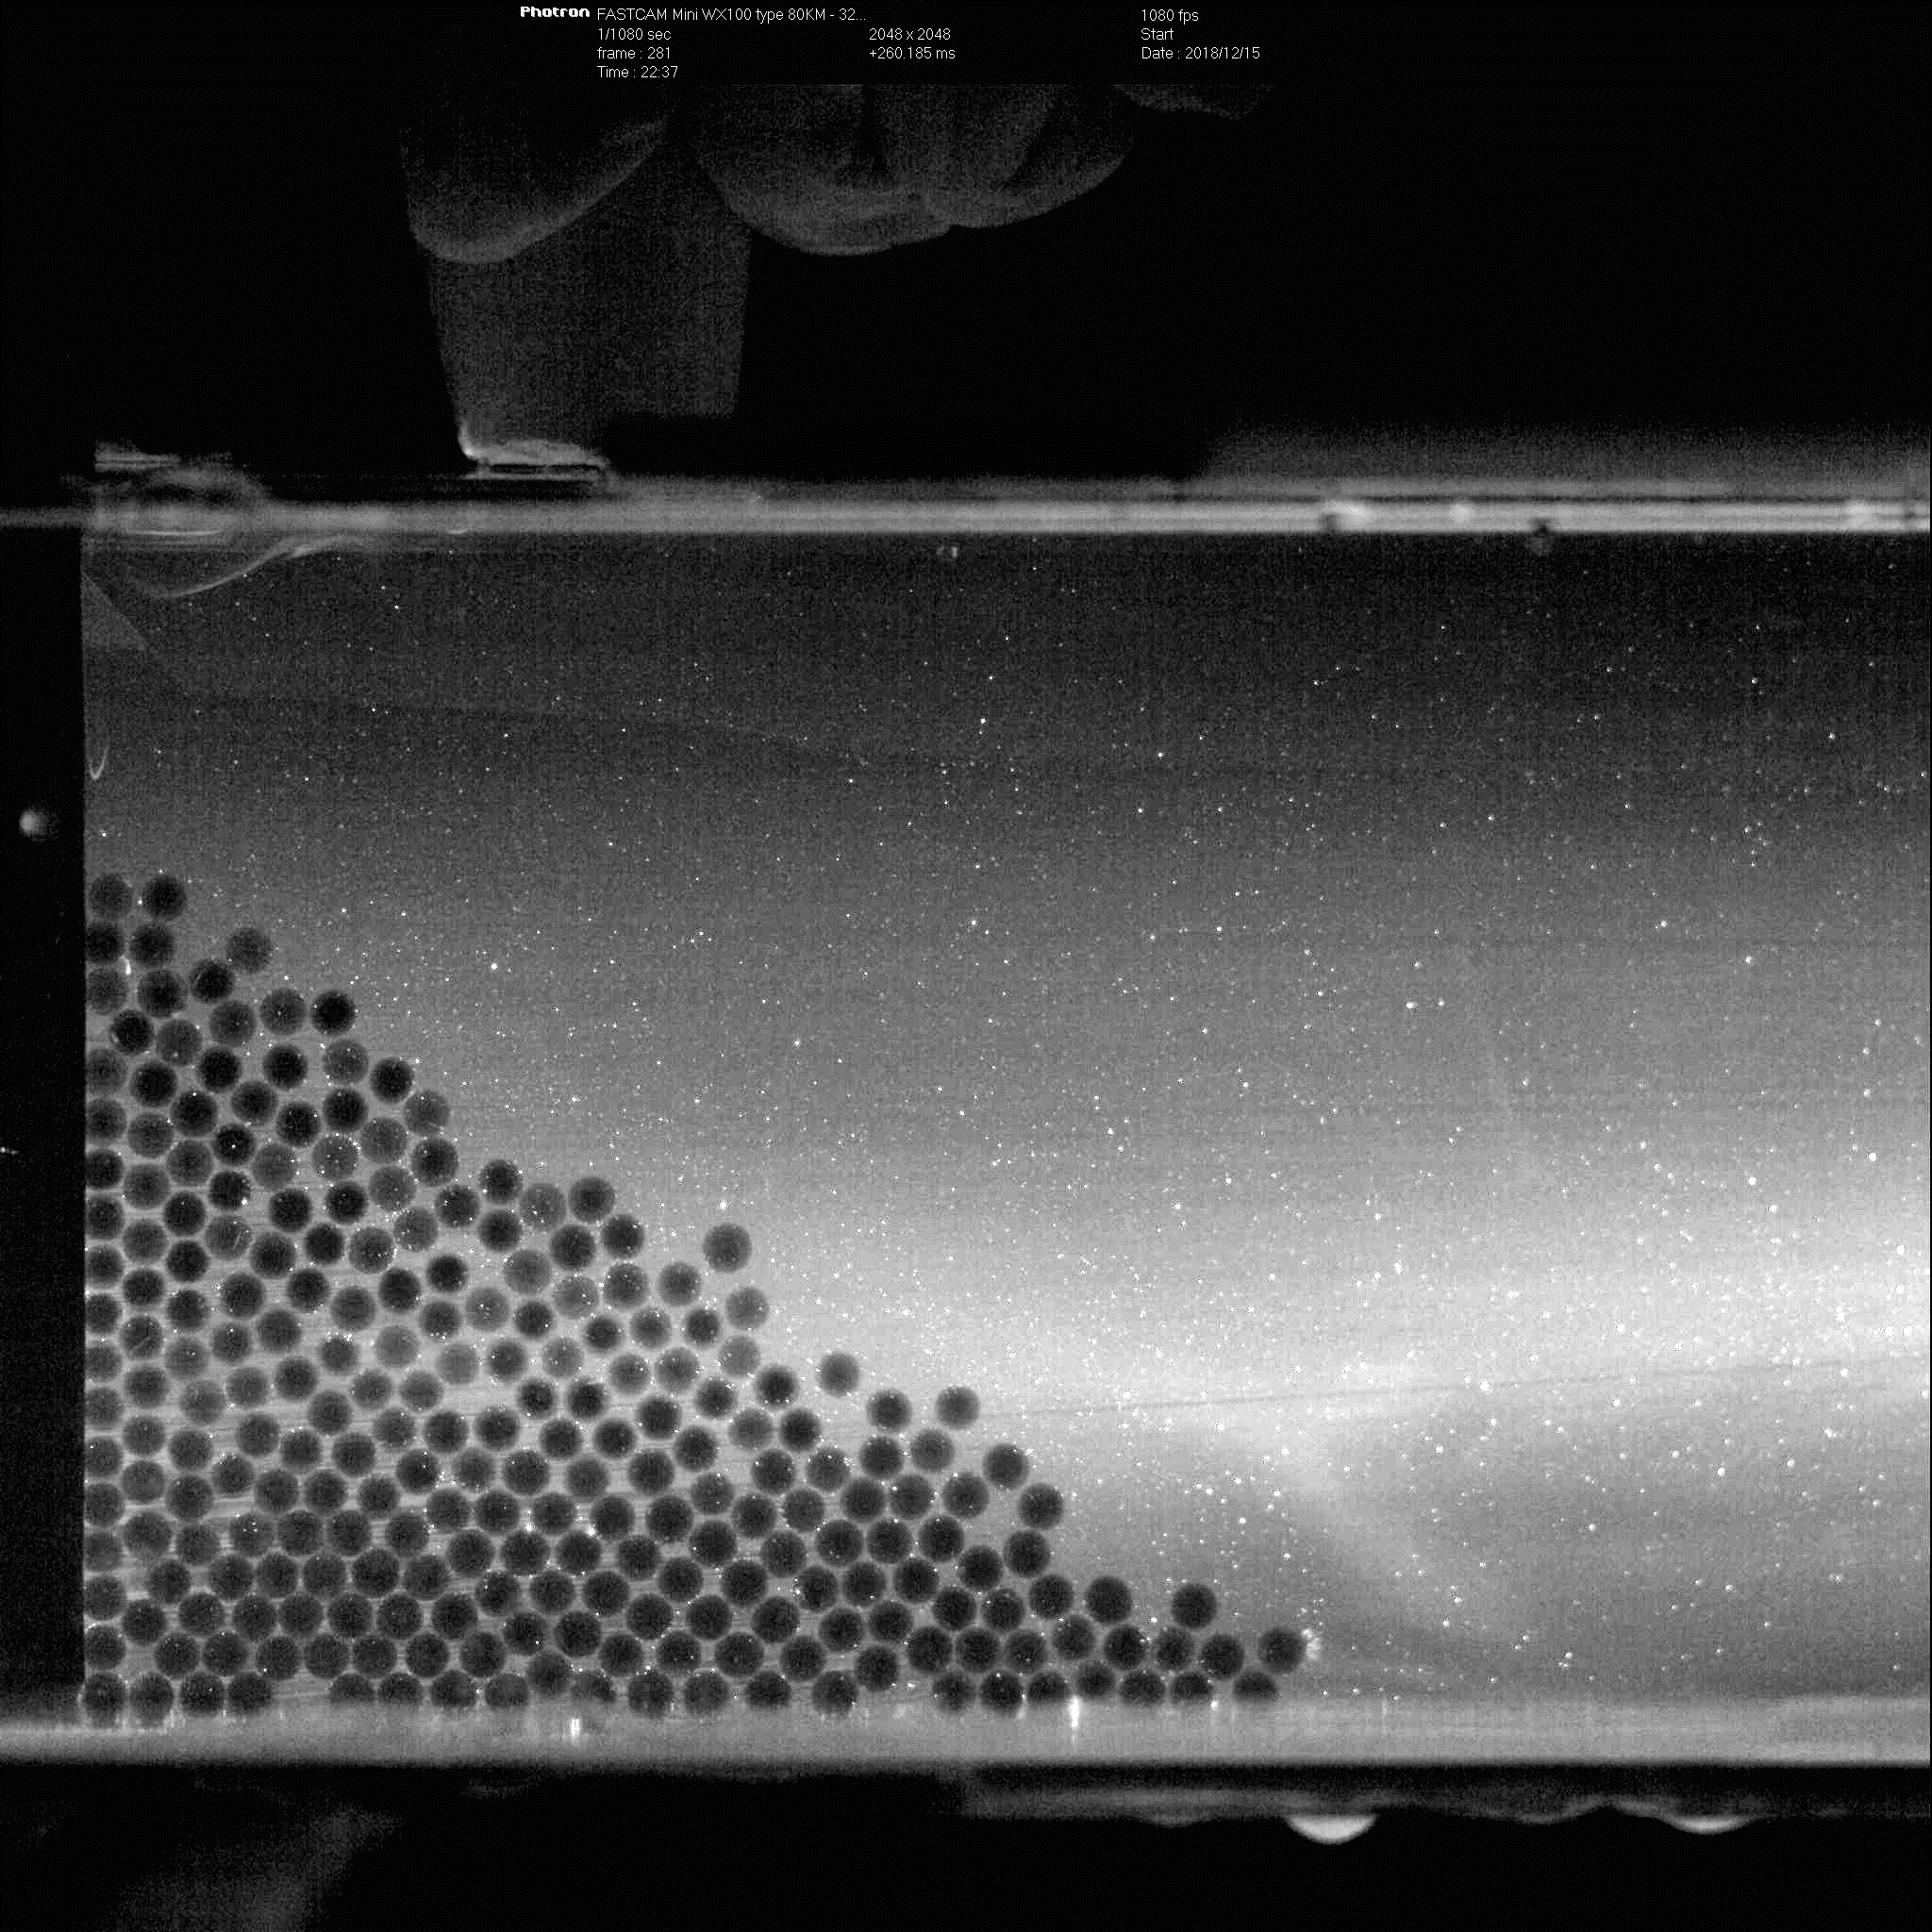 Photron FASTCAM Mini WX100 type 80KM - 32... 1080 fps
1/1080 sec 2048 x 2048 Start
frame : 281 +260.185 ms Date : 2018/12/15
Time : 22:37